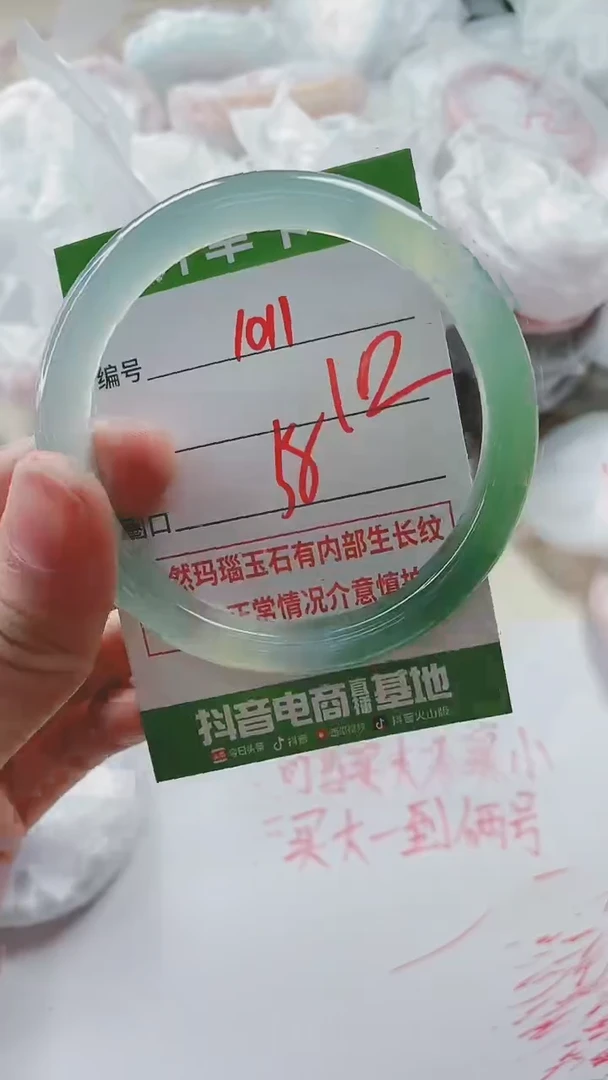 编号 1011
12
圈口 58
然玛瑙玉石有内部生长纹
正常情况介意慎拍
抖音电商直播基地
今日头条 抖音 西瓜视频 抖音火山版
可买大不买小
买大一到俩号